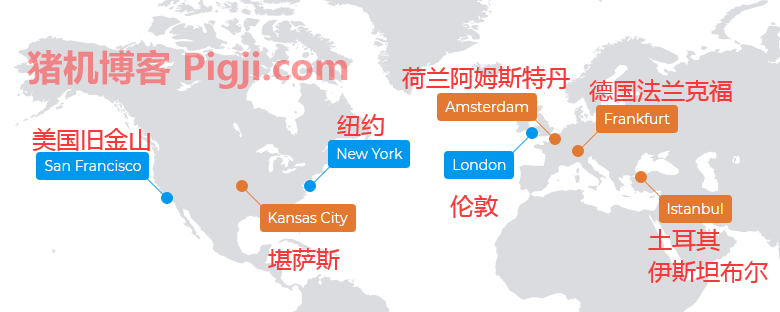 猪机博客 Pigji.com
荷兰阿姆斯特丹
德国法兰克福
Amsterdam
Frankfurt
美国旧金山
纽约
San Francisco
New York
London
Kansas City
伦敦
Istanbul
堪萨斯
土耳其
伊斯坦布尔